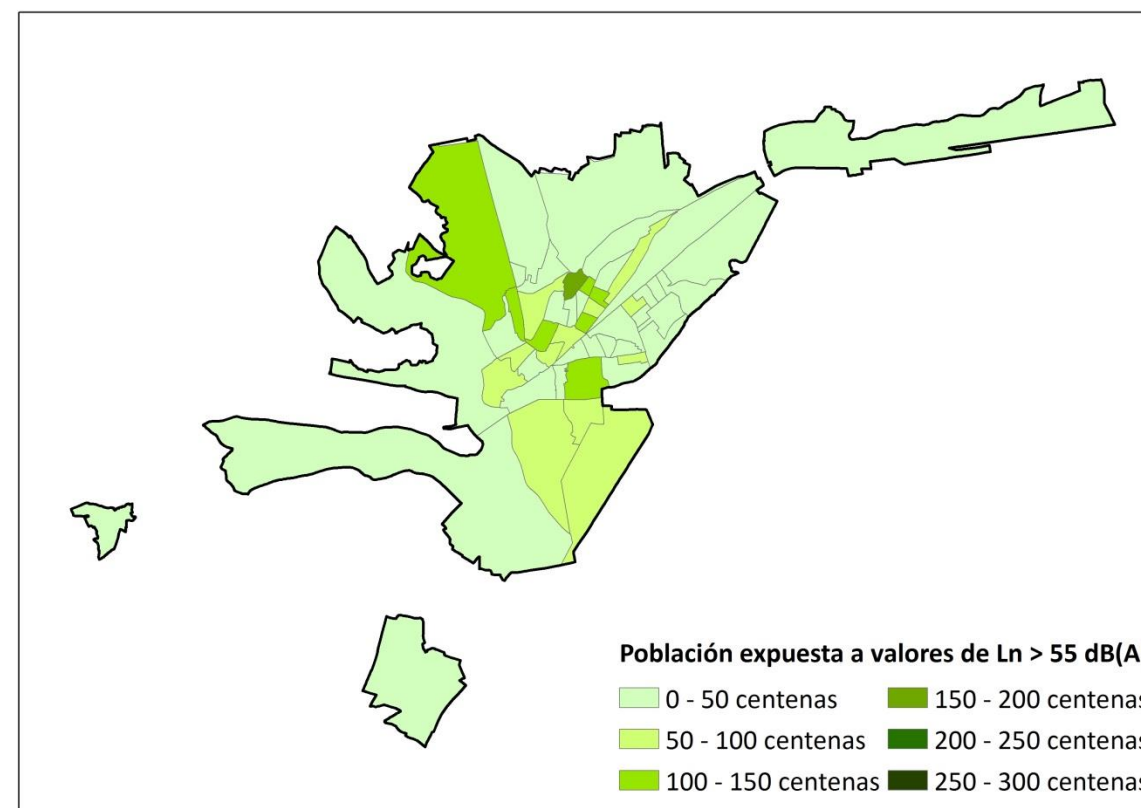 Población expuesta a valores de Ln > 55 dB(A
0 - 50 centenas
50 - 100 centenas
100 - 150 centenas
150 - 200 centenas
200 - 250 centenas
250 - 300 centenas